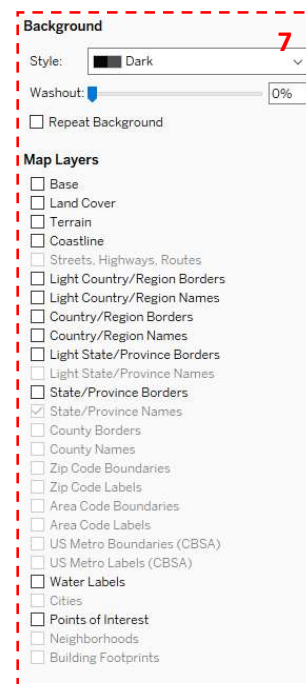 Background
7
Style: Dark
Washout: 0%
Repeat Background
Map Layers
Base
Land Cover
Terrain
Coastline
Streets, Highways, Routes
Light Country/Region Borders
Light Country/Region Names
Country/Region Borders
Country/Region Names
Light State/Province Borders
Light State/Province Names
State/Province Borders
State/Province Names
County Borders
County Names
Zip Code Boundaries
Zip Code Labels
Area Code Boundaries
Area Code Labels
US Metro Boundaries (CBSA)
US Metro Labels (CBSA)
Water Labels
Cities
Points of Interest
Neighborhoods
Building Footprints